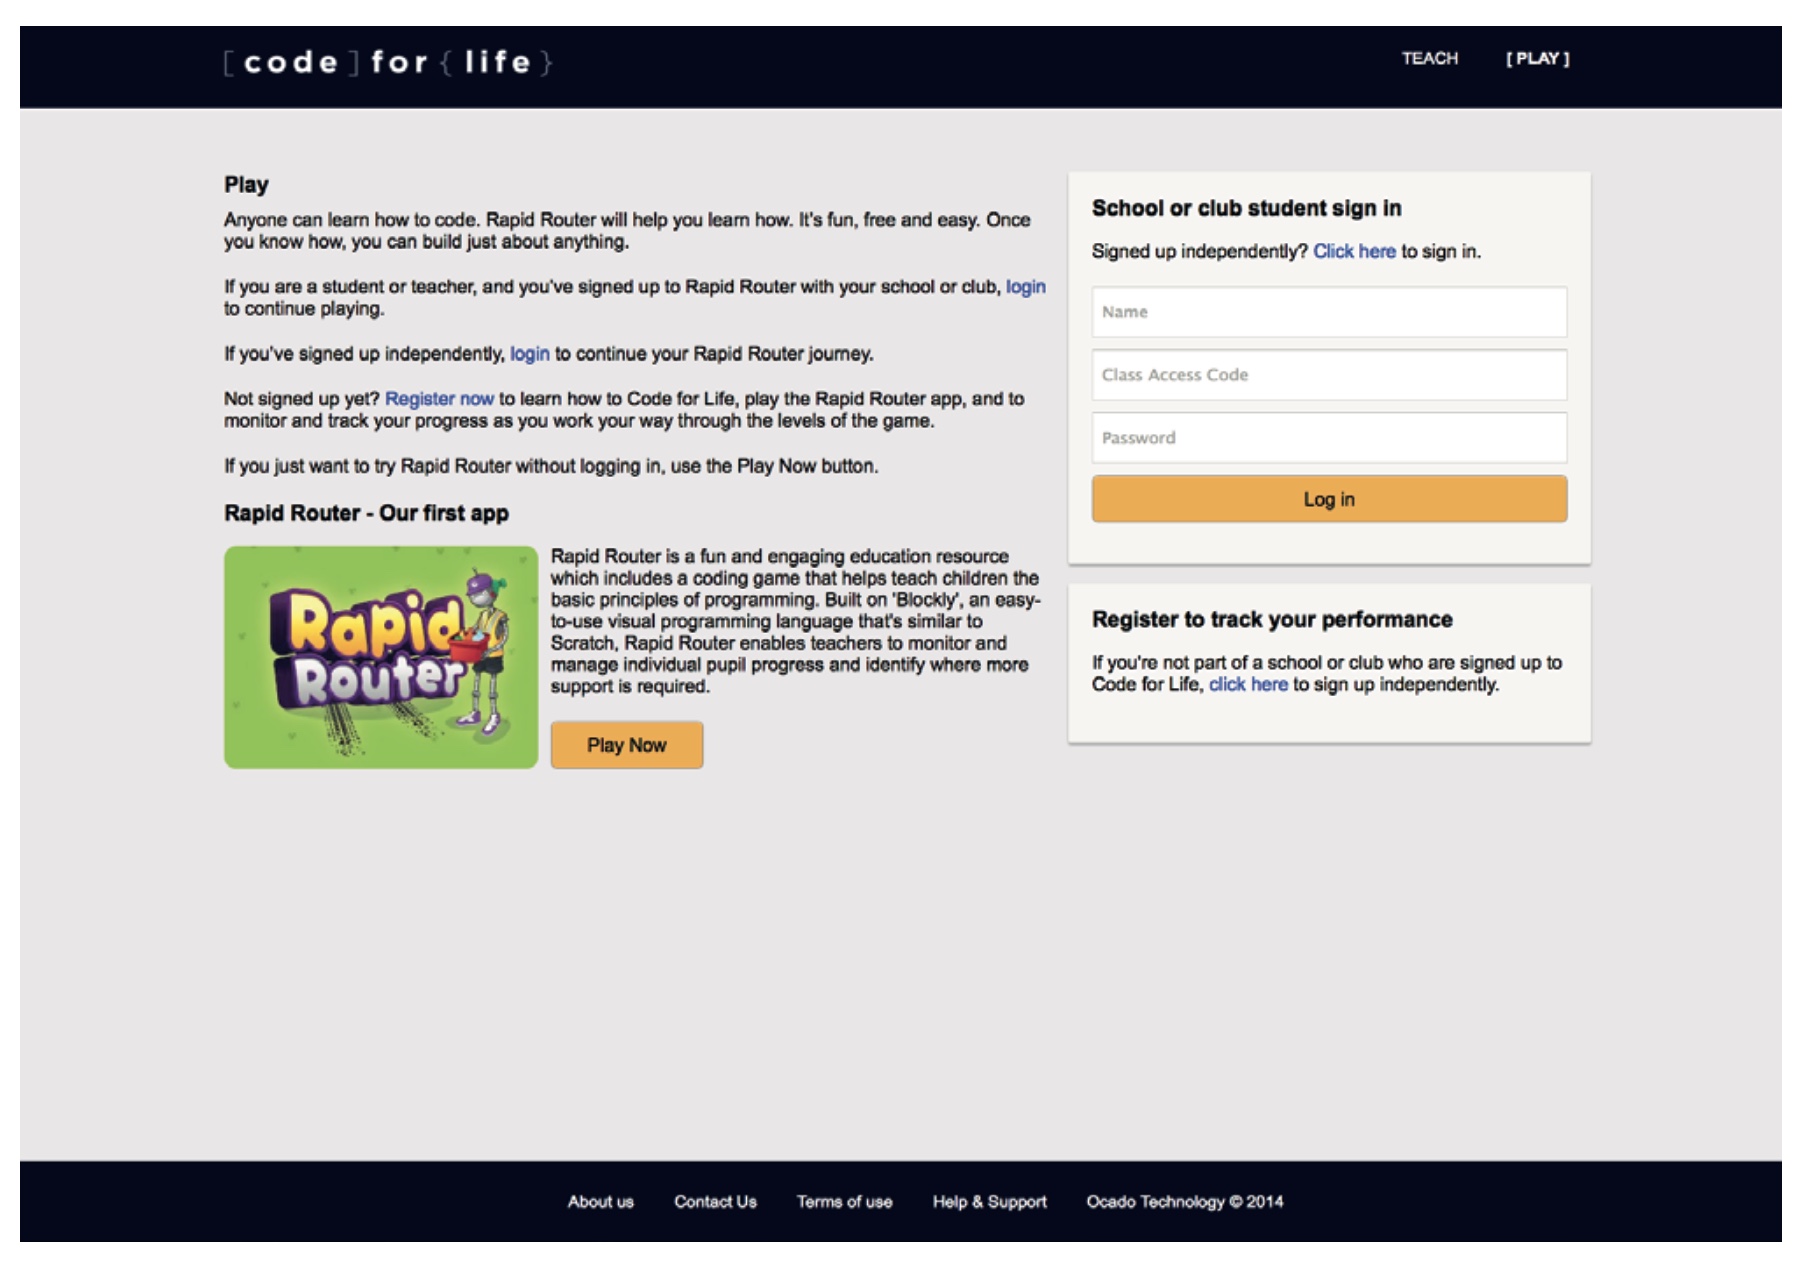 [ code ] for { life }
TEACH
[ PLAY ]
Play
Anyone can learn how to code. Rapid Router will help you learn how. It's fun, free and easy. Once
you know how, you can build just about anything.
If you are a student or teacher, and you've signed up to Rapid Router with your school or club, login
to continue playing.
If you've signed up independently, login to continue your Rapid Router journey.
Not signed up yet? Register now to learn how to Code for Life, play the Rapid Router app, and to
monitor and track your progress as you work your way through the levels of the game.
If you just want to try Rapid Router without logging in, use the Play Now button.
Rapid Router - Our first app
Rapid
Router
Rapid Router is a fun and engaging education resource
which includes a coding game that helps teach children the
basic principles of programming. Built on 'Blockly', an easy-
to-use visual programming language that's similar to
Scratch, Rapid Router enables teachers to monitor and
manage individual pupil progress and identify where more
support is required.
Play Now
School or club student sign in
Signed up independently? Click here to sign in.
Name
Class Access Code
Password
Log in
Register to track your performance
If you're not part of a school or club who are signed up to
Code for Life, click here to sign up independently.
About us
Contact Us
Terms of use
Help & Support
Ocado Technology © 2014